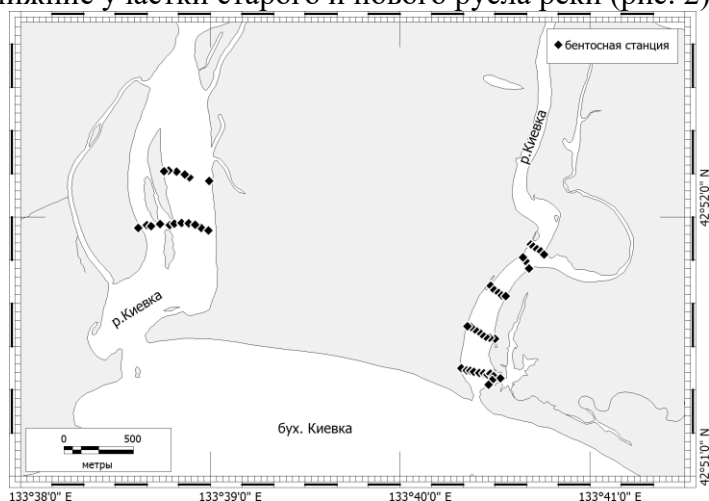 нижние участки старого и нового русла реки (рис. 2)
бентосная станция
р.Киевка
р.Киевка
бух. Киевка
0 500
метры
42°52'0" N
42°51'0" N
133°38'0" E 133°39'0" E 133°40'0" E 133°41'0" E